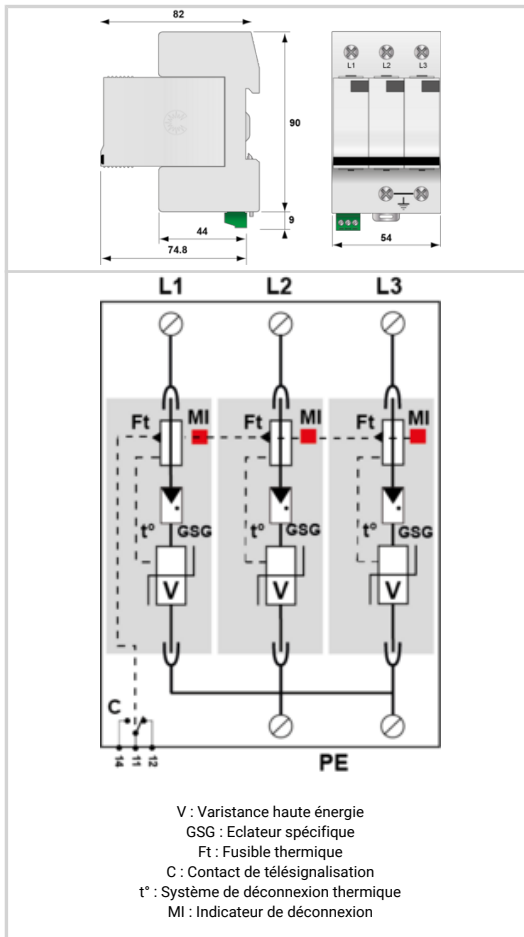 82
L1 L2 L3
C
90
9
44
74.8
54
L1 L2 L3
Ft MI Ft MI Ft MI
t° GSG t° GSG t° GSG
V V V
C
14 11 12
PE
V : Varistance haute énergie
GSG : Eclateur spécifique
Ft : Fusible thermique
C : Contact de télésignalisation
t° : Système de déconnexion thermique
MI : Indicateur de déconnexion